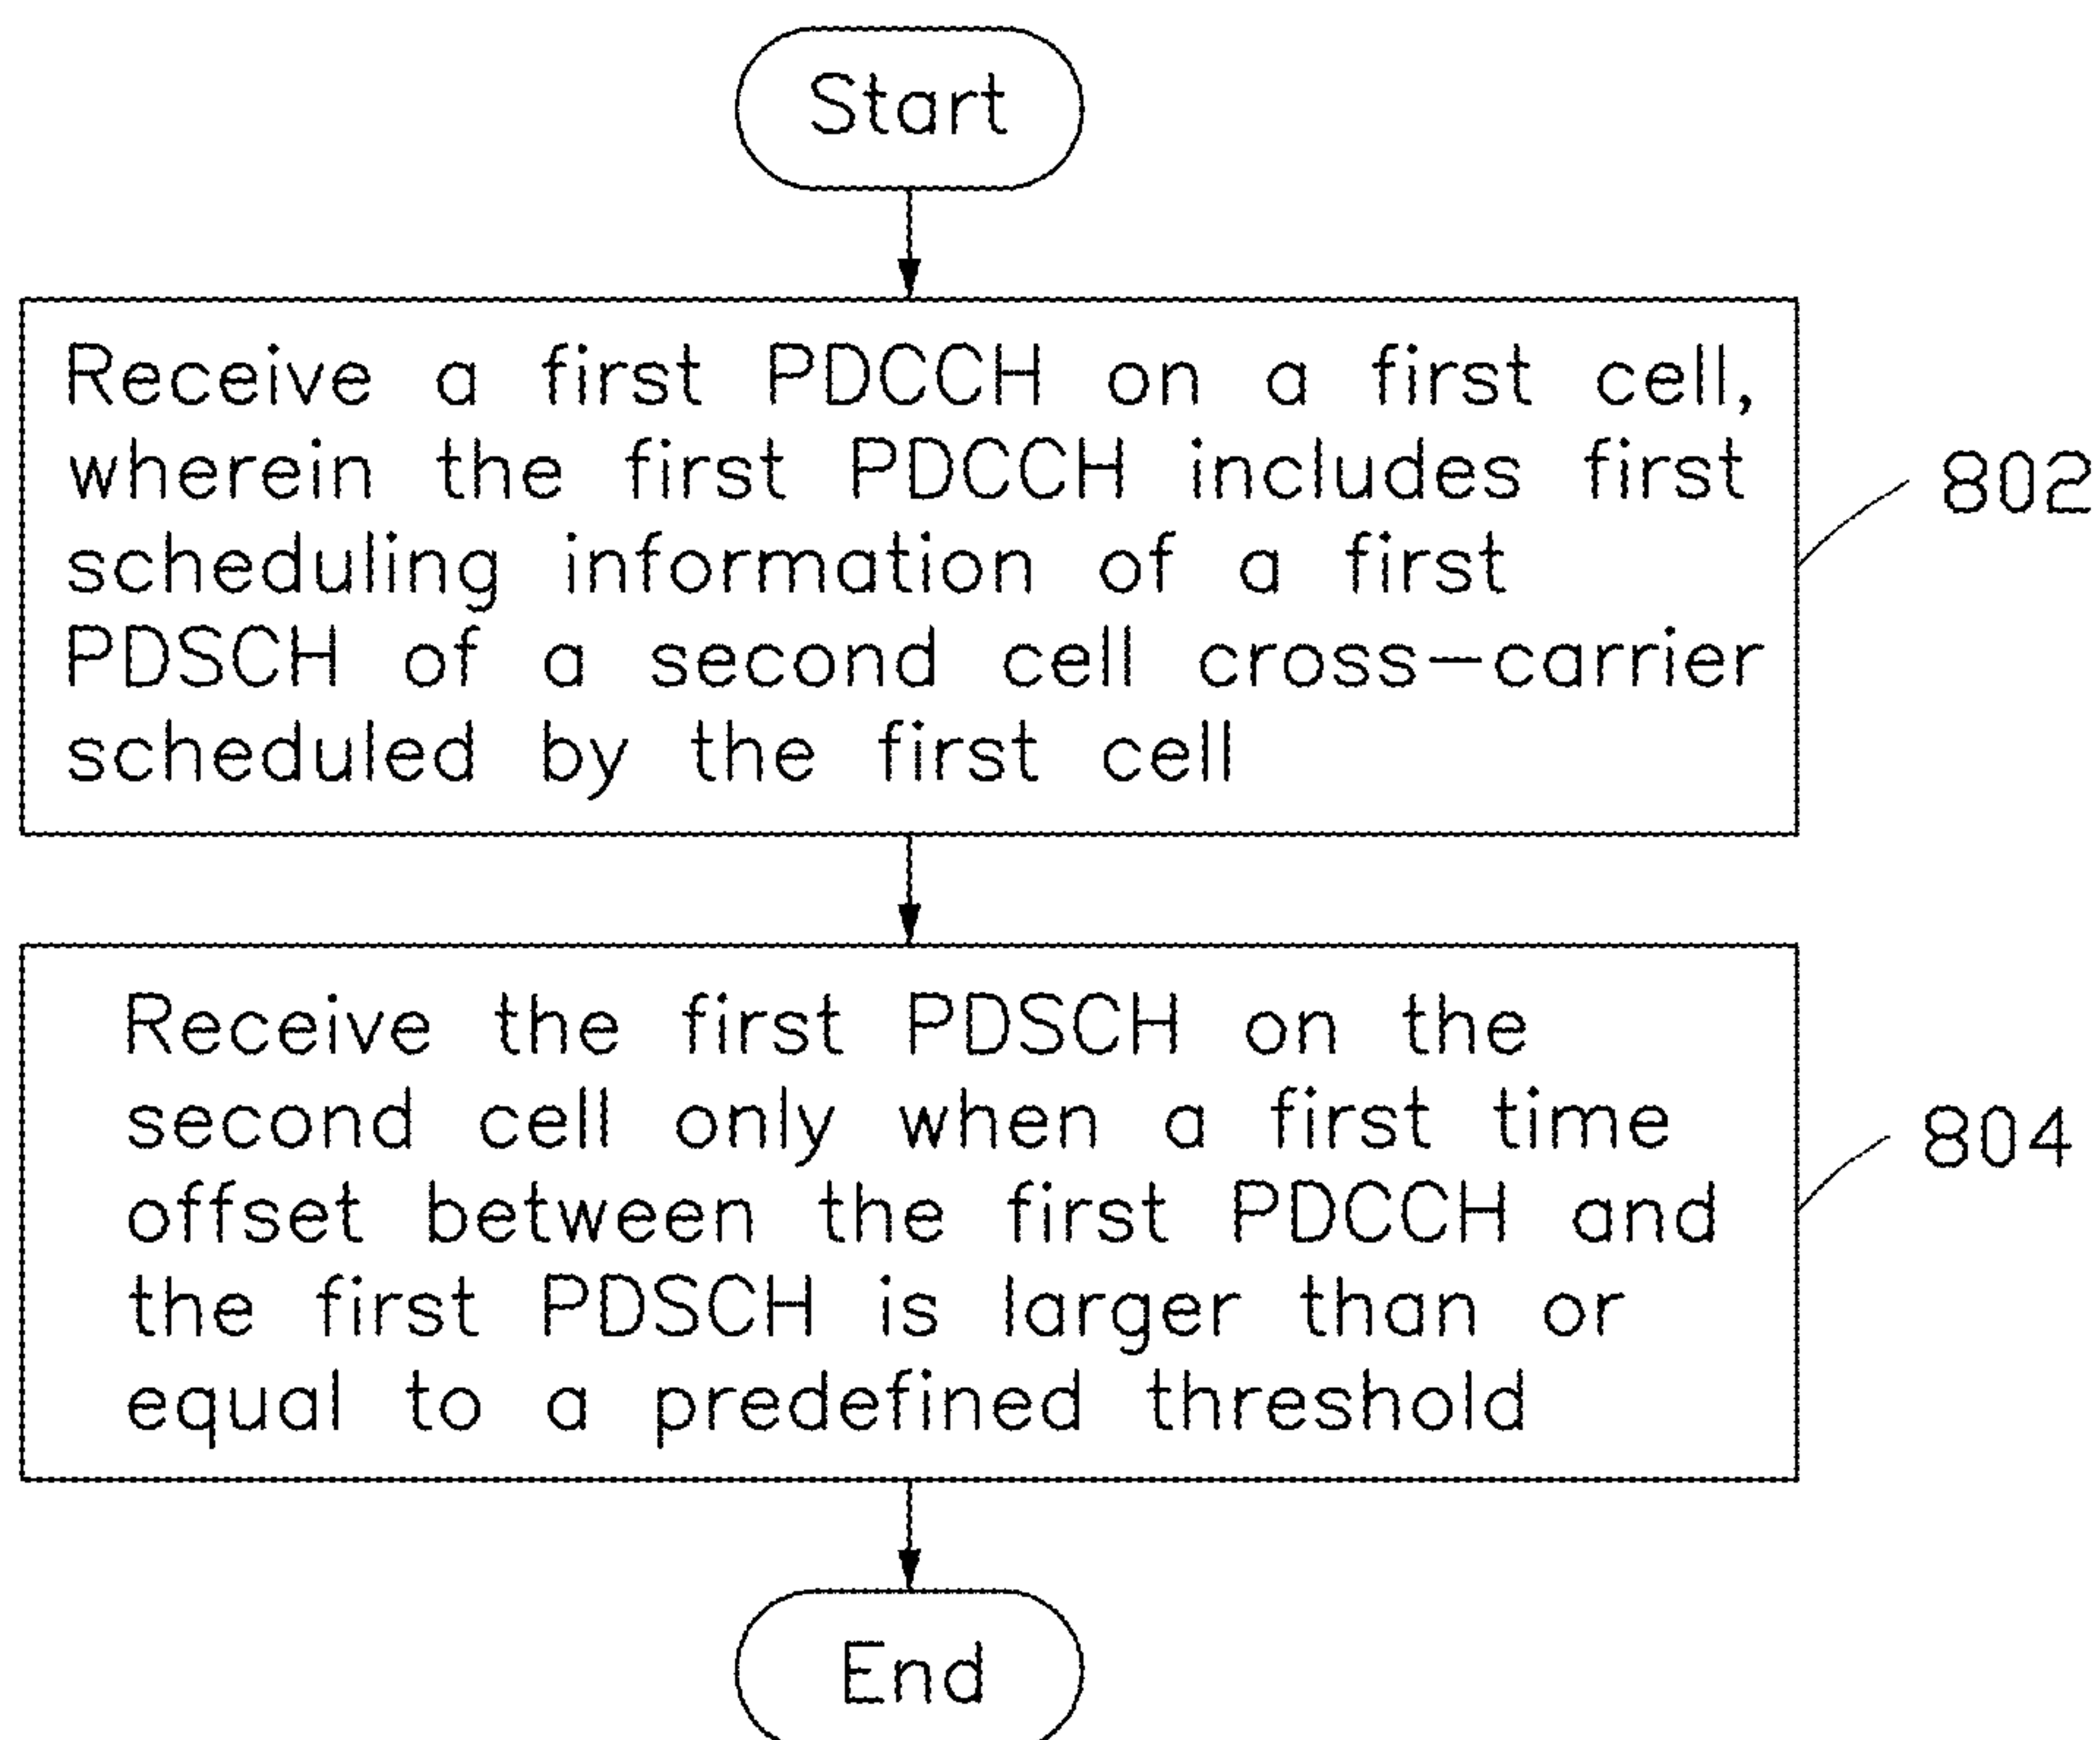 Start
Receive a first PDCCH on a first cell,
wherein the first PDCCH includes first
scheduling information of a first
PDSCH of a second cell cross-carrier
scheduled by the first cell
802
Receive the first PDSCH on the
second cell only when a first time
offset between the first PDCCH and
the first PDSCH is larger than or
equal to a predefined threshold
804
End